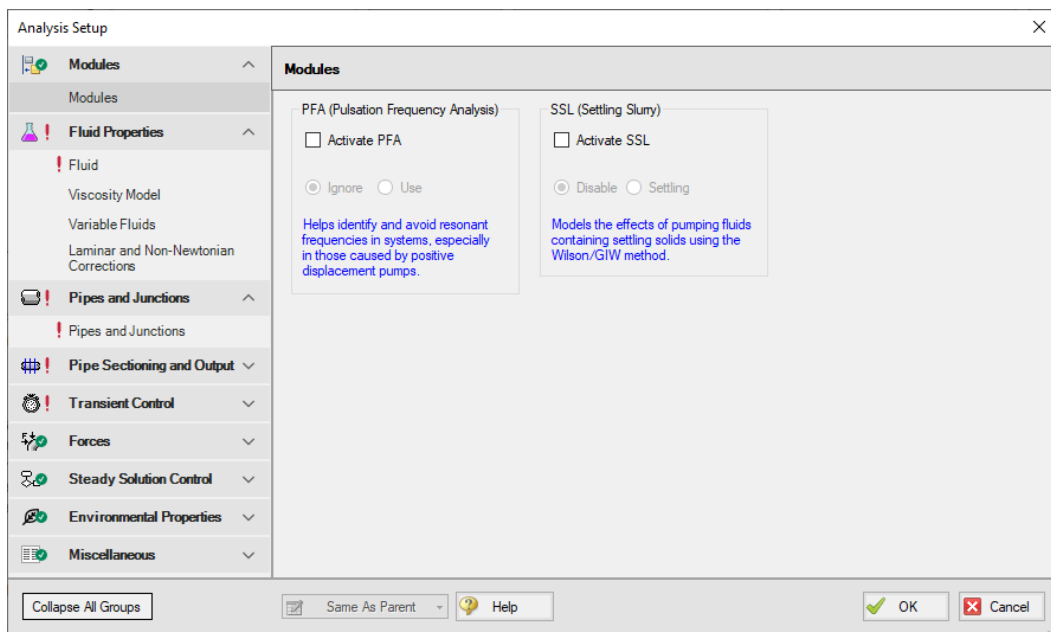 Analysis Setup
Modules
Modules
Fluid Properties
Fluid
Viscosity Model
Variable Fluids
Laminar and Non-Newtonian
Corrections
Pipes and Junctions
Pipes and Junctions
Pipe Sectioning and Output
Transient Control
Forces
Steady Solution Control
Environmental Properties
Miscellaneous
Collapse All Groups
Modules
PFA (Pulsation Frequency Analysis)
Activate PFA
Ignore Use
Helps identify and avoid resonant
frequencies in systems, especially
in those caused by positive
displacement pumps.
SSL (Settling Slurry)
Activate SSL
Disable Settling
Models the effects of pumping fluids
containing settling solids using the
Wilson/GIW method.
Same As Parent
Help
OK
Cancel